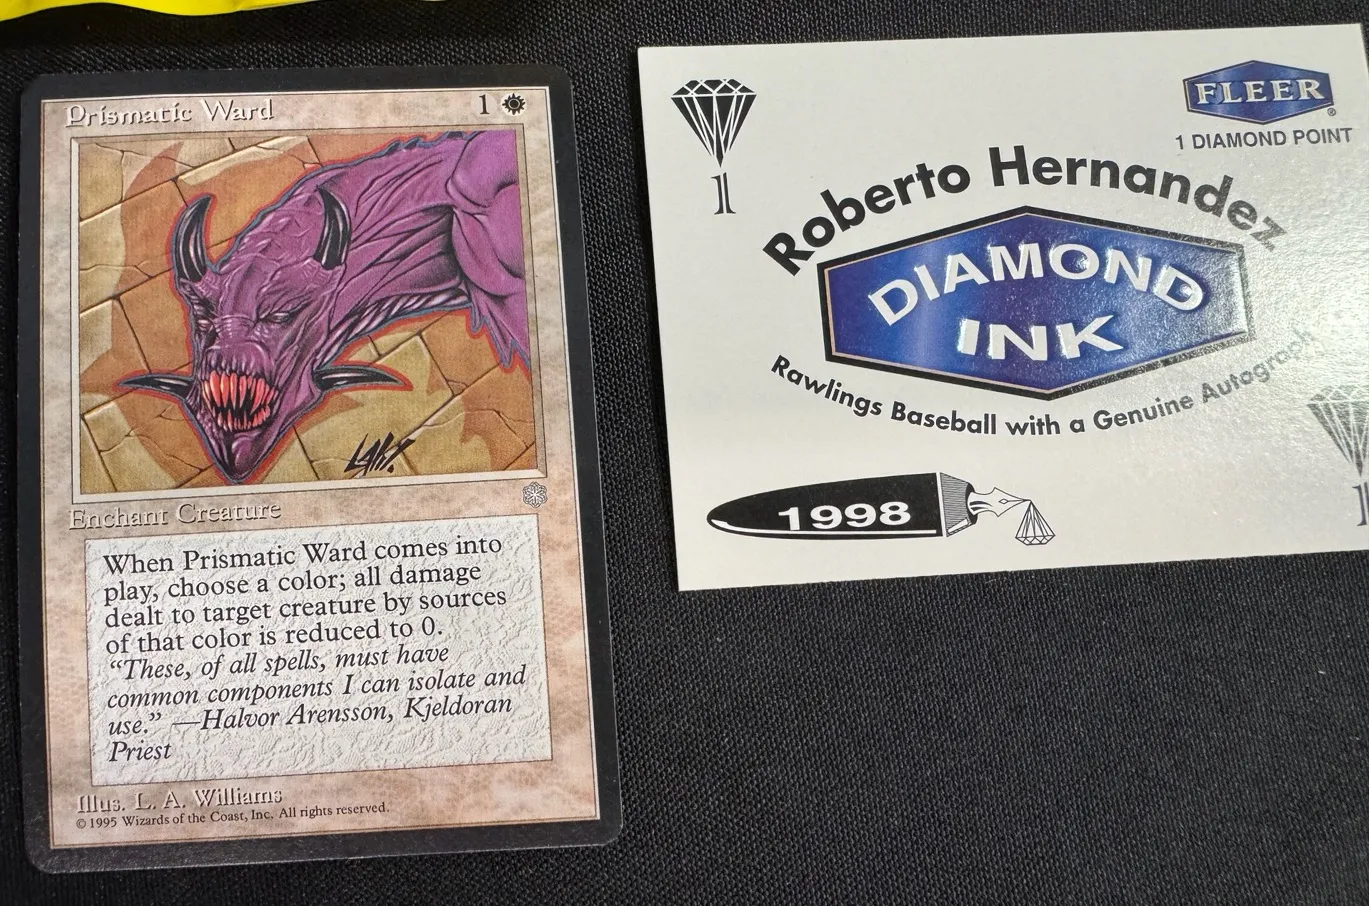 Prismatic Ward 1
Enchant Creature
When Prismatic Ward comes into
play, choose a color; all damage
dealt to target creature by sources
of that color is reduced to 0.
“These, of all spells, must have
common components I can isolate and
use.” —Halvor Arensson, Kjeldoran
Priest
Illus. L. A. Williams
© 1995 Wizards of the Coast, Inc. All rights reserved.
1
FLEER®
1 DIAMOND POINT
Roberto Hernandez
DIAMOND
INK
Rawlings Baseball with a Genuine Autograph
1998
1